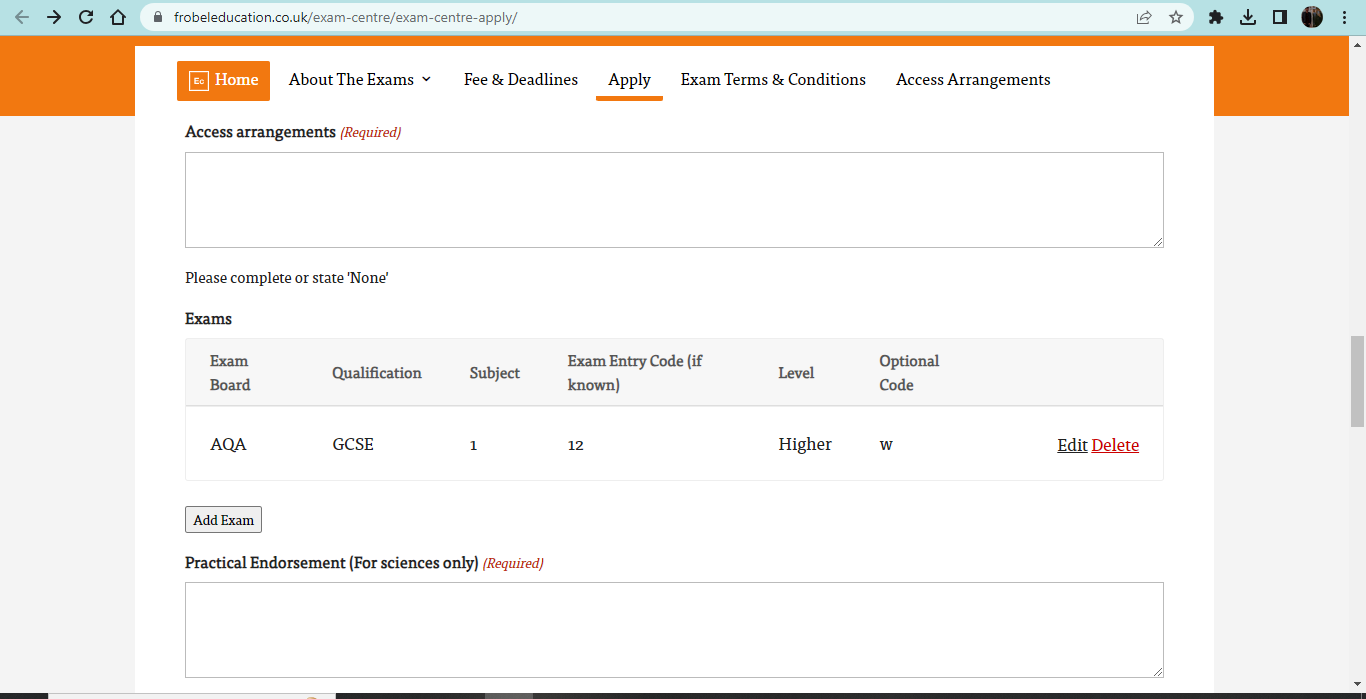 frobeleducation.co.uk/exam-centre/exam-centre-apply/
Ec Home About The Exams Fee & Deadlines Apply Exam Terms & Conditions Access Arrangements
Access arrangements (Required)
Please complete or state 'None'
Exams
Exam Board Qualification Subject Exam Entry Code (if known) Level Optional Code
AQA GCSE 1 12 Higher w Edit Delete
Add Exam
Practical Endorsement (For sciences only) (Required)